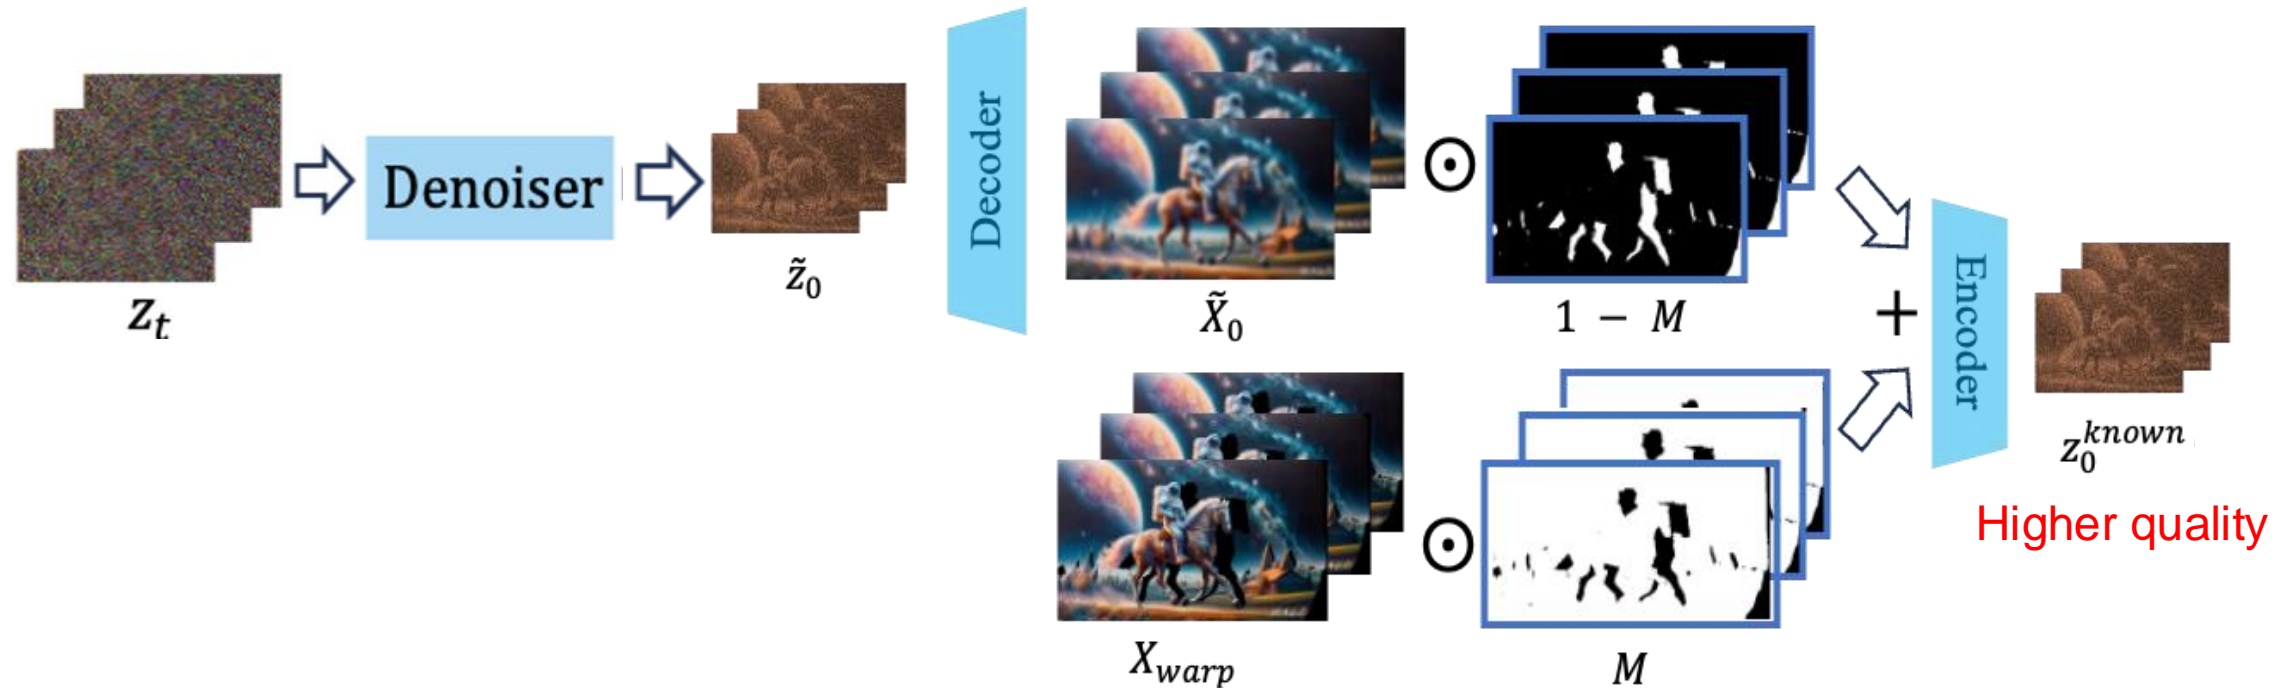 z_t
Denoiser
z̃_0
Decoder
X̃_0
⊙
1 − M
X_warp
⊙
M
+
Encoder
z_0^known
Higher quality